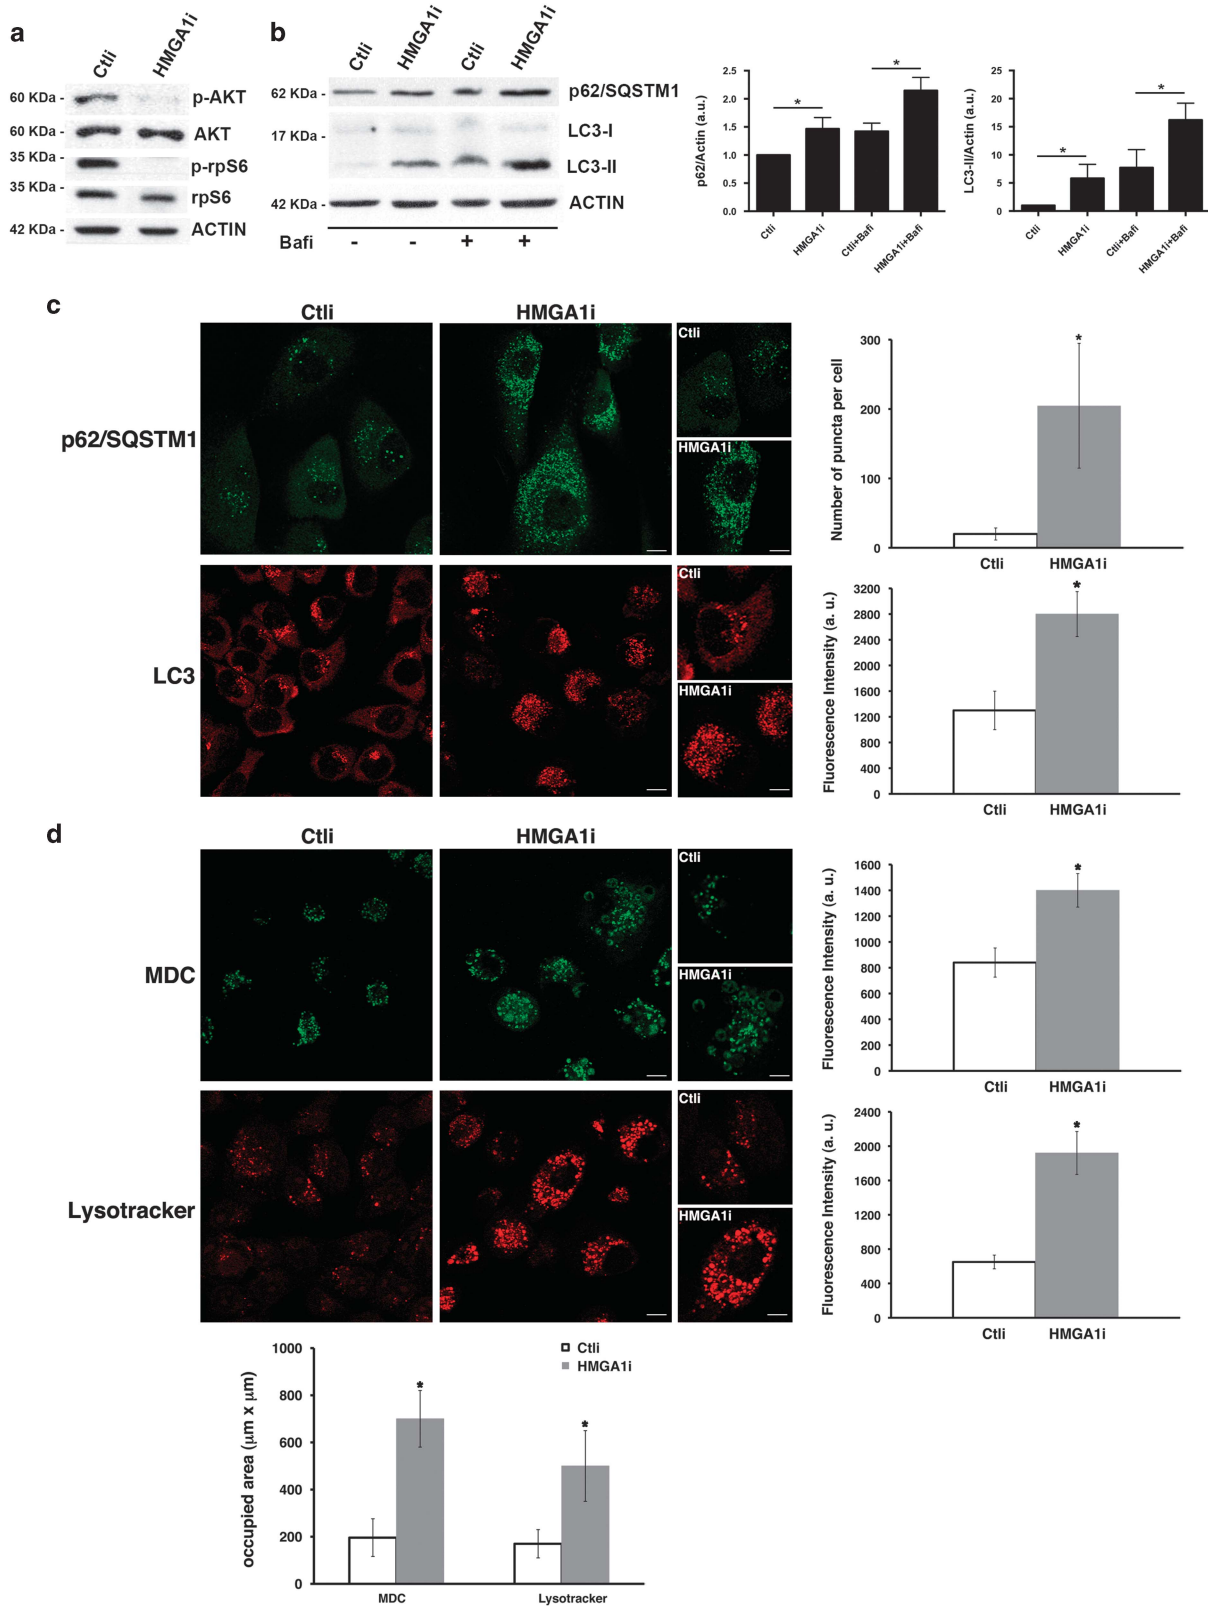 a
Ctli
HMGA1i
60 KDa -
p-AKT
60 KDa -
AKT
35 KDa -
p-rpS6
35 KDa -
rpS6
42 KDa -
ACTIN
b
Ctli
HMGA1i
Ctli
HMGA1i
62 KDa -
p62/SQSTM1
17 KDa -
LC3-I
LC3-II
42 KDa -
ACTIN
Bafi
-
-
+
+
p62/Actin (a.u.)
2.5
2.0
1.5
1.0
0.5
0.0
*
*
Ctli
HMGA1i
Ctli+Bafi
HMGA1i+Bafi
LC3-II/Actin (a.u.)
25
20
15
10
5
0
*
*
Ctli
HMGA1i
Ctli+Bafi
HMGA1i+Bafi
c
Ctli
HMGA1i
p62/SQSTM1
Ctli
HMGA1i
Number of puncta per cell
300
200
100
0
*
Ctli
HMGA1i
LC3
Ctli
HMGA1i
Fluorescence Intensity (a. u.)
3200
2800
2400
2000
1600
1200
800
400
0
*
Ctli
HMGA1i
d
Ctli
HMGA1i
MDC
Ctli
HMGA1i
Fluorescence Intensity (a. u.)
1600
1400
1200
1000
800
600
400
200
0
*
Ctli
HMGA1i
Lysotracker
Ctli
HMGA1i
Fluorescence Intensity (a. u.)
2400
2000
1600
1200
800
400
0
*
Ctli
HMGA1i
occupied area (µm x µm)
1000
800
600
400
200
0
Ctli
HMGA1i
*
*
MDC
Lysotracker